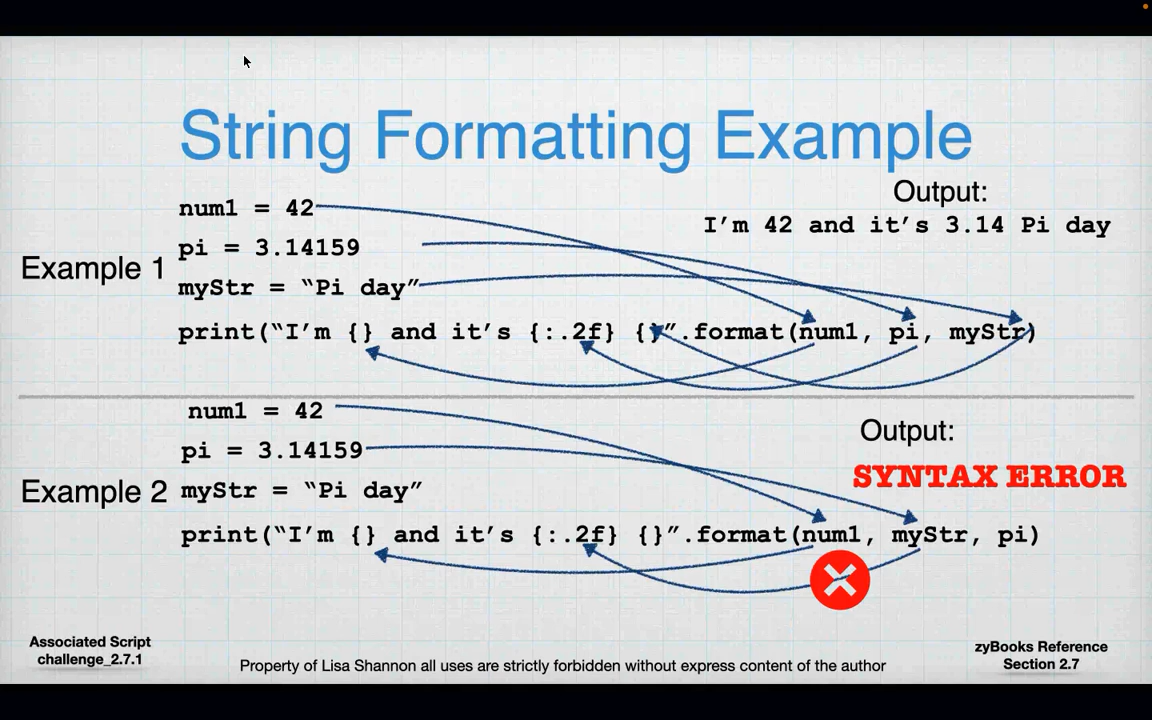 String Formatting Example
Output:
I’m 42 and it’s 3.14 Pi day
Example 1
num1 = 42
pi = 3.14159
myStr = “Pi day”
print(“I’m {} and it’s {:.2f} {}”.format(num1, pi, myStr)
Example 2
num1 = 42
pi = 3.14159
myStr = “Pi day”
print(“I’m {} and it’s {:.2f} {}”.format(num1, myStr, pi)
Output:
SYNTAX ERROR
Associated Script
challenge_2.7.1
Property of Lisa Shannon all uses are strictly forbidden without express content of the author
zyBooks Reference
Section 2.7